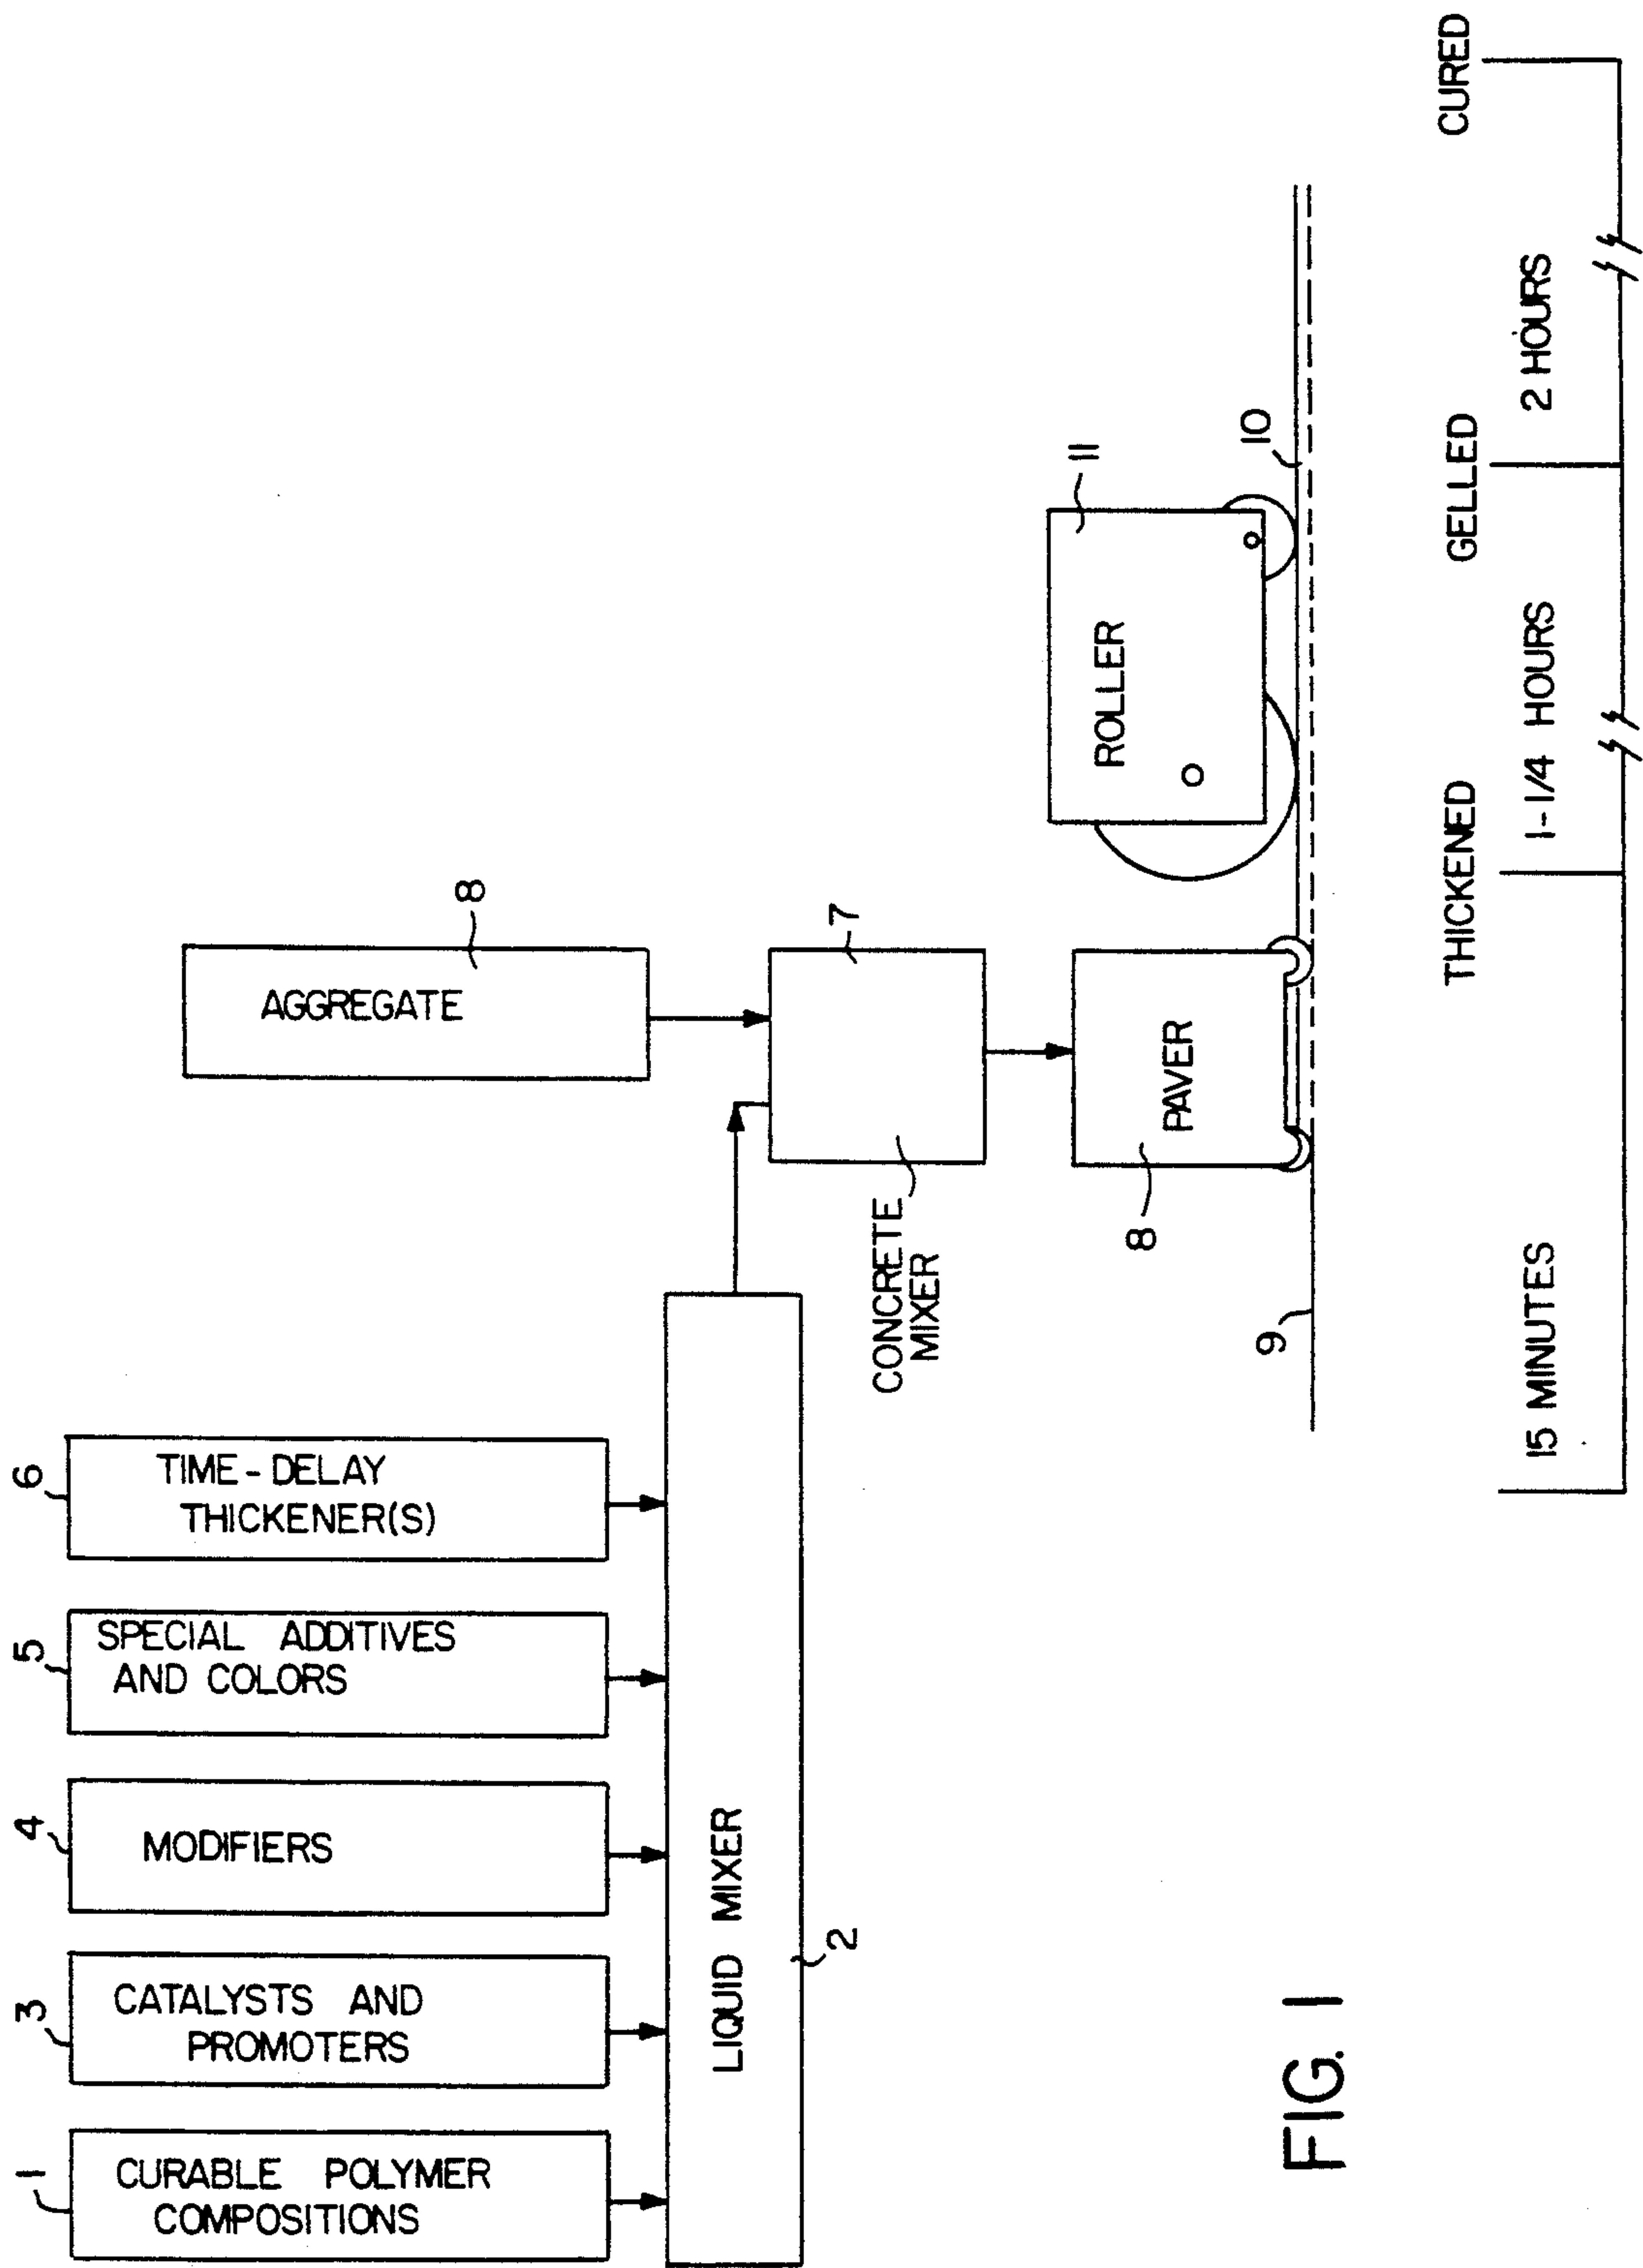 1
CURABLE POLYMER
COMPOSITIONS
3
CATALYSTS AND
PROMOTERS
4
MODIFIERS
5
SPECIAL ADDITIVES
AND COLORS
6
TIME-DELAY
THICKENER(S)
LIQUID MIXER
2
AGGREGATE
8
CONCRETE
MIXER
7
8
PAVER
ROLLER
11
9
10
THICKENED
GELLED
CURED
15 MINUTES
1-1/4 HOURS
2 HOURS
FIG. 1